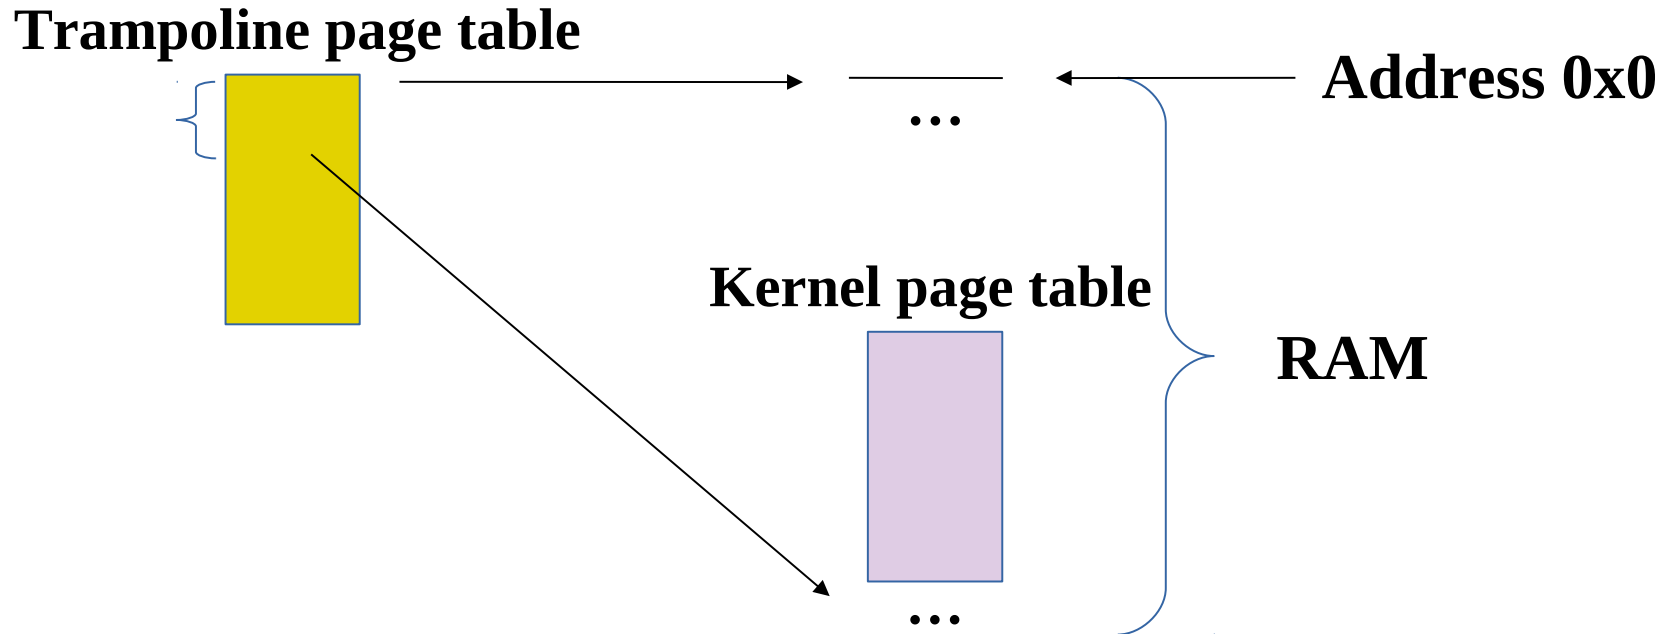 Trampoline page table
Address 0x0
...
Kernel page table
RAM
...